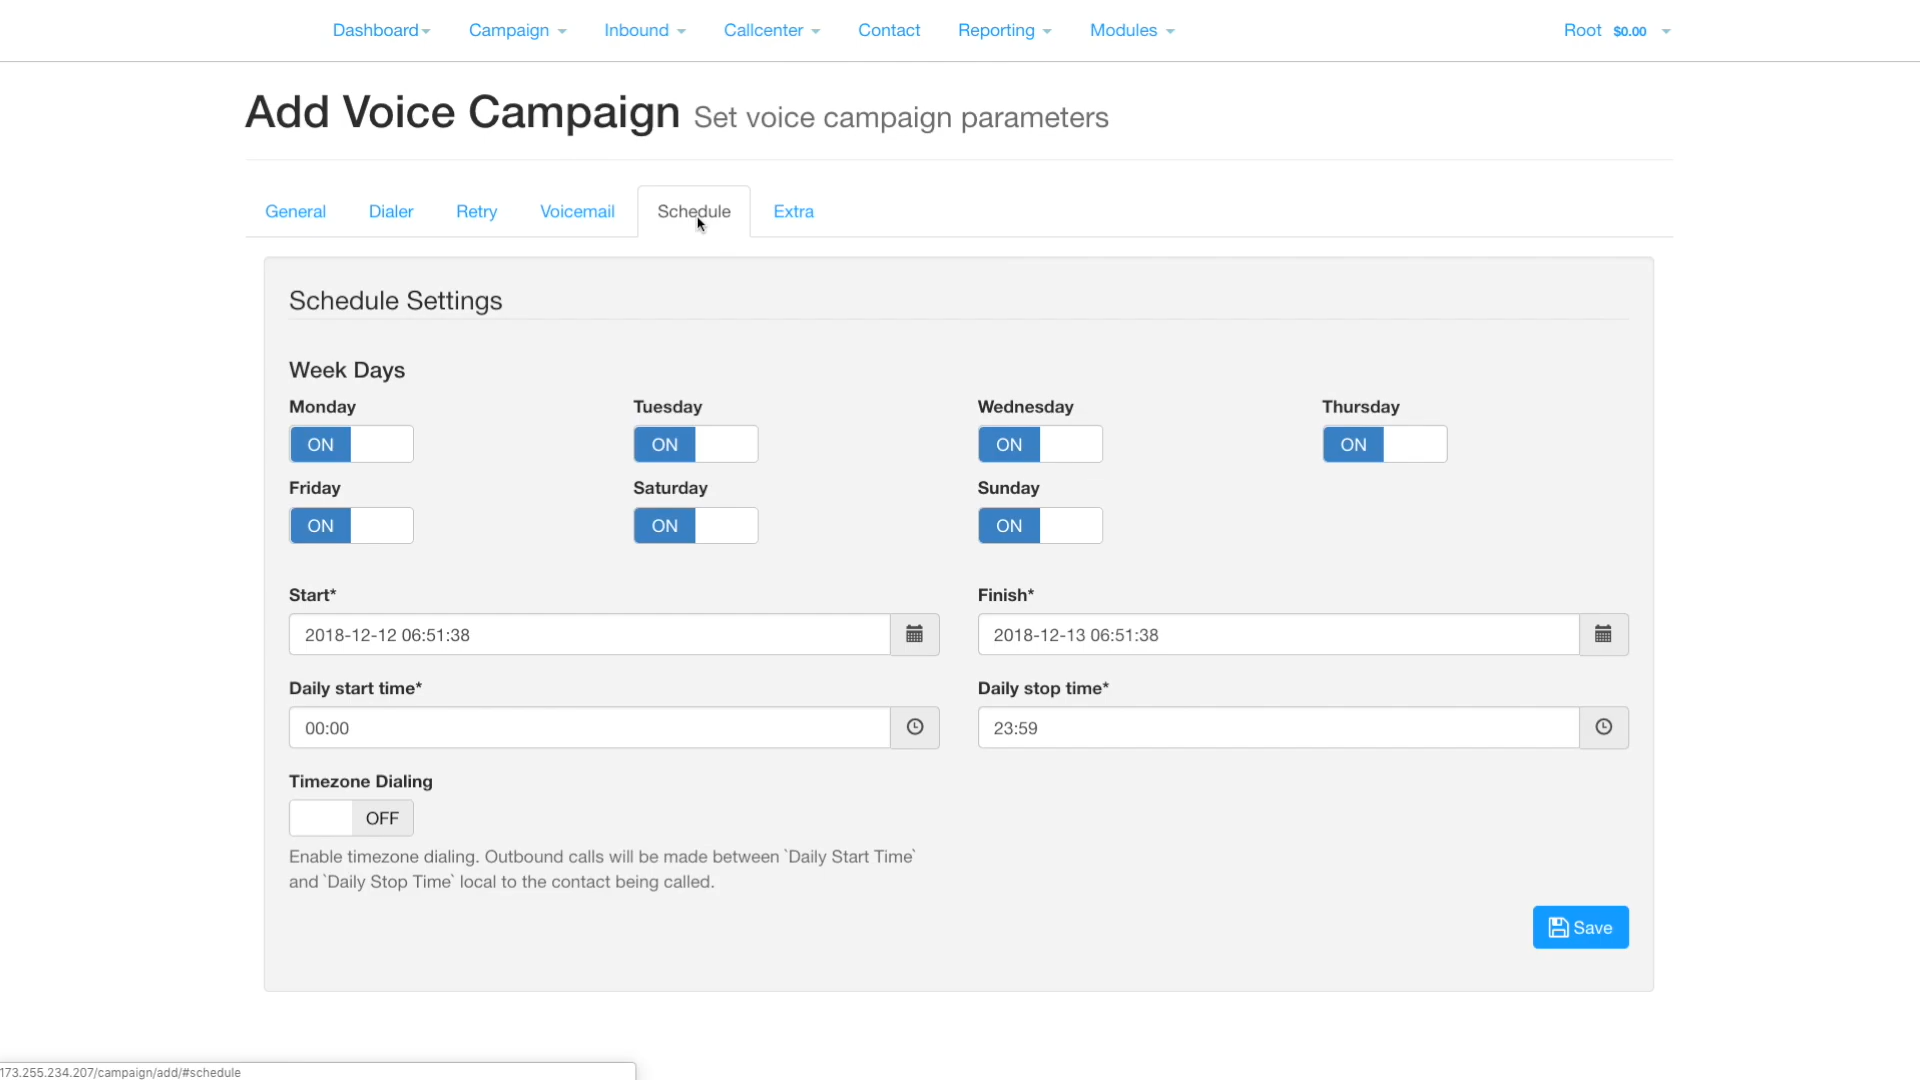 Dashboard Campaign Inbound Callcenter Contact Reporting Modules Root $0.00
Add Voice Campaign Set voice campaign parameters
General Dialer Retry Voicemail Schedule Extra
Schedule Settings
Week Days
Monday Tuesday Wednesday Thursday
ON ON ON ON
Friday Saturday Sunday
ON ON ON
Start* Finish*
2018-12-12 06:51:38 2018-12-13 06:51:38
Daily start time* Daily stop time*
00:00 23:59
Timezone Dialing
OFF
Enable timezone dialing. Outbound calls will be made between `Daily Start Time`
and `Daily Stop Time` local to the contact being called.
Save
173.255.234.207/campaign/add/#schedule